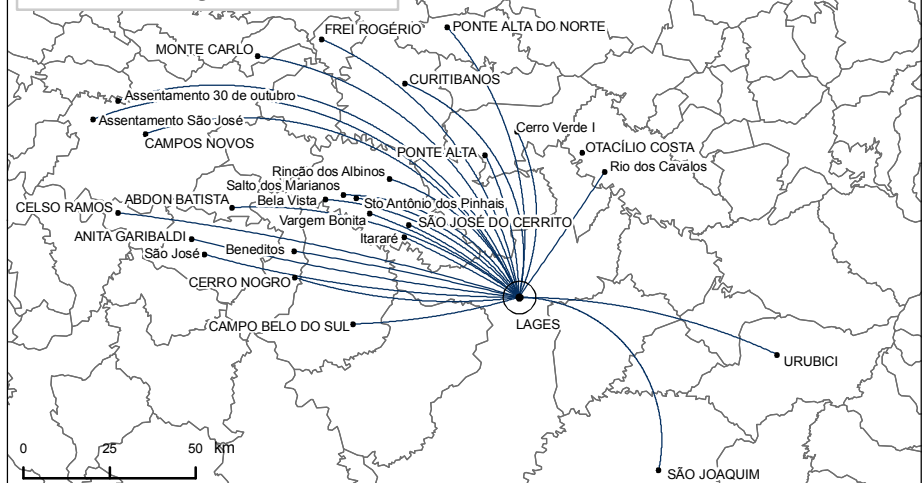 FREI ROGÉRIO
PONTE ALTA DO NORTE
MONTE CARLO
CURITIBANOS
Assentamento 30 de outubro
Assentamento São José
Cerro Verde I
CAMPOS NOVOS
PONTE ALTA
OTACÍLIO COSTA
Rio dos Cavalos
Rincão dos Albinos
Salto dos Marianos
ABDON BATISTA
Bela Vista
Sto Antônio dos Pinhais
CELSO RAMOS
Vargem Bonita
SÃO JOSÉ DO CERRITO
ANITA GARIBALDI
Itararé
São José
Beneditos
CERRO NOGRO
CAMPO BELO DO SUL
LAGES
URUBICI
0 25 50 km
SÃO JOAQUIM